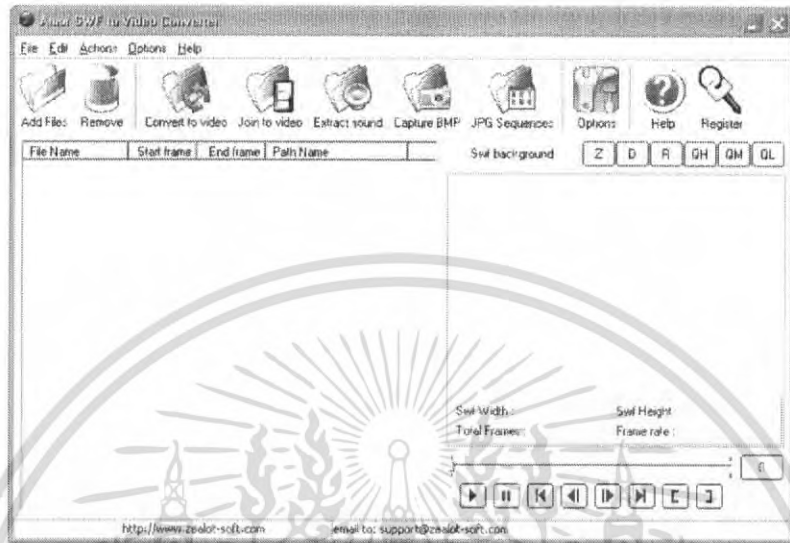 Aimor SWF to Video Converter
File Edit Actions Options Help
Add Files Remove Convert to video Join to video Extract sound Capture BMP JPG Sequences Options Help Register
File Name Start frame End frame Path Name Swf background Z D R QH QM QL
Swf Width : Swf Height
Total Frames : Frame rate :
http://www.zealot-soft.com email to: support@zealot-soft.com